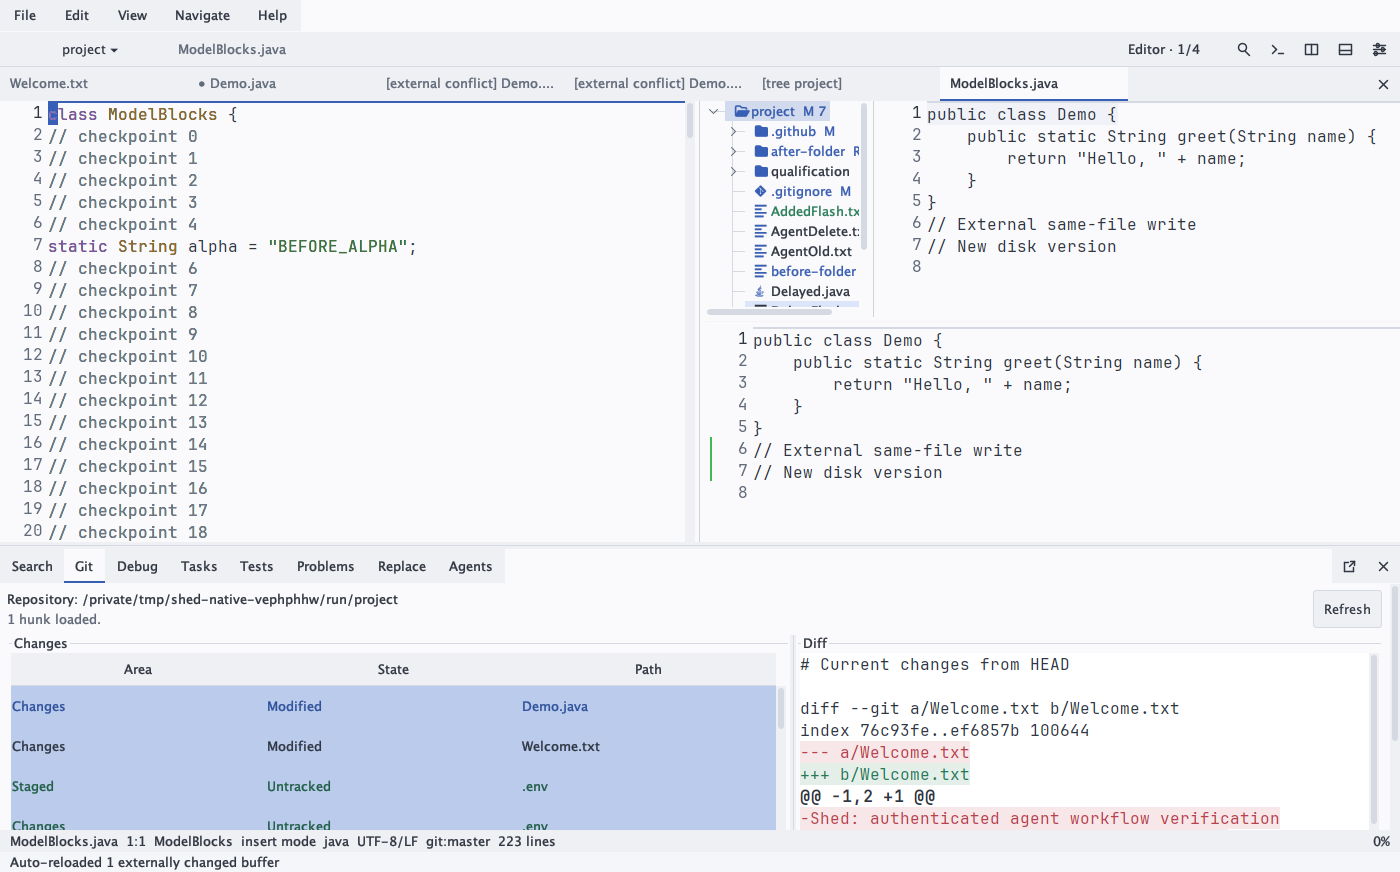 File Edit View Navigate Help
project ModelBlocks.java Editor · 1/4
Welcome.txt • Demo.java [external conflict] Demo.... [external conflict] Demo.... [tree project] ModelBlocks.java
1 class ModelBlocks {
2 // checkpoint 0
3 // checkpoint 1
4 // checkpoint 2
5 // checkpoint 3
6 // checkpoint 4
7 static String alpha = "BEFORE_ALPHA";
8 // checkpoint 6
9 // checkpoint 7
10 // checkpoint 8
11 // checkpoint 9
12 // checkpoint 10
13 // checkpoint 11
14 // checkpoint 12
15 // checkpoint 13
16 // checkpoint 14
17 // checkpoint 15
18 // checkpoint 16
19 // checkpoint 17
20 // checkpoint 18
project M 7
.github M
after-folder R
qualification
.gitignore M
AddedFlash.tx
AgentDelete.t
AgentOld.txt
before-folder
Delayed.java
1 public class Demo {
2     public static String greet(String name) {
3         return "Hello, " + name;
4     }
5 }
6 // External same-file write
7 // New disk version
8
1 public class Demo {
2     public static String greet(String name) {
3         return "Hello, " + name;
4     }
5 }
6 // External same-file write
7 // New disk version
8
Search Git Debug Tasks Tests Problems Replace Agents
Repository: /private/tmp/shed-native-vephphhw/run/project
1 hunk loaded.
Refresh
Changes
Area State Path
Changes Modified Demo.java
Changes Modified Welcome.txt
Staged Untracked .env
Changes Untracked .env
Diff
# Current changes from HEAD
diff --git a/Welcome.txt b/Welcome.txt
index 76c93fe..ef6857b 100644
--- a/Welcome.txt
+++ b/Welcome.txt
@@ -1,2 +1 @@
-Shed: authenticated agent workflow verification
ModelBlocks.java 1:1 ModelBlocks insert mode java UTF-8/LF git:master 223 lines 0%
Auto-reloaded 1 externally changed buffer